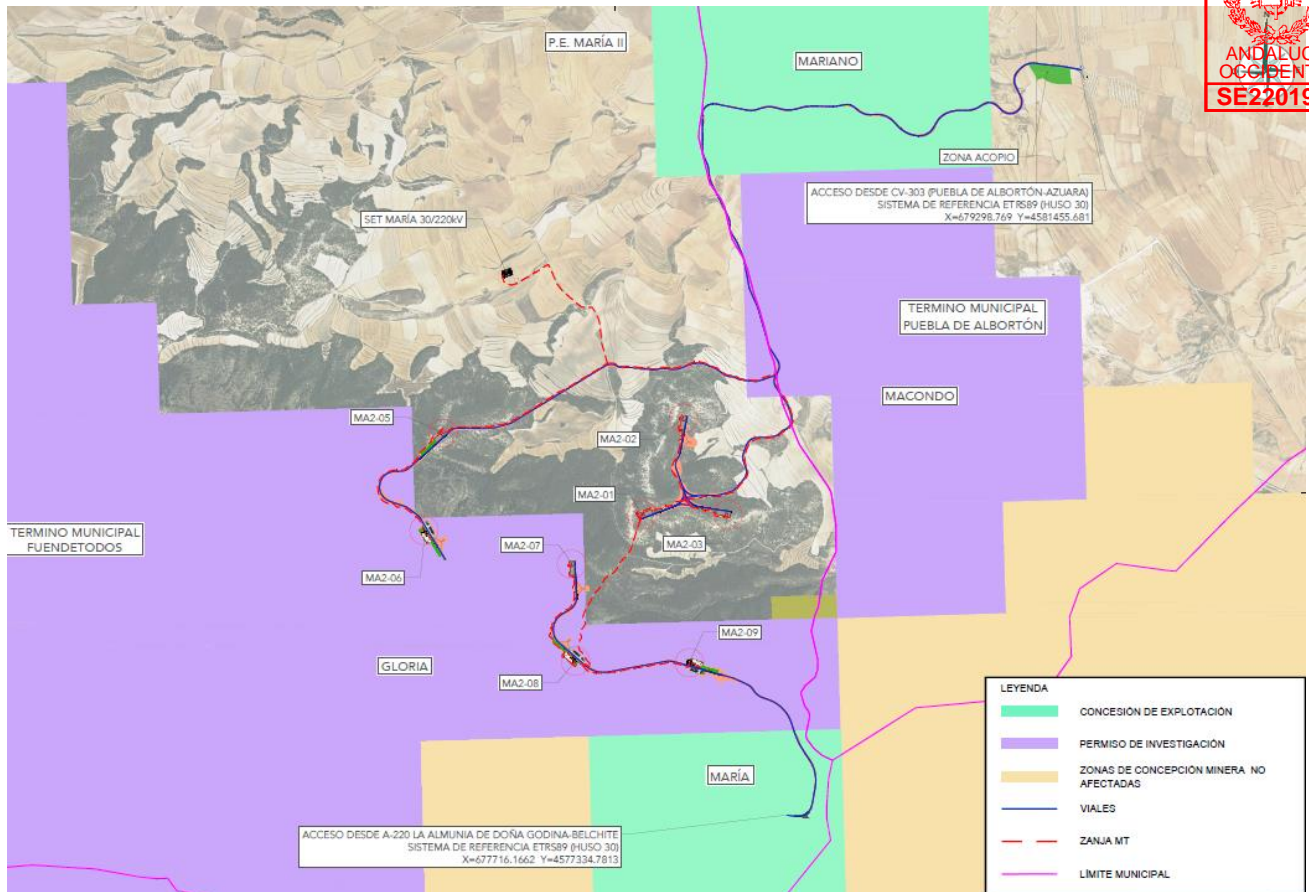 P.E. MARÍA II
MARIANO
N
ANDALUC
OCCIDENT
SE22019
ZONA ACOPIO
ACCESO DESDE CV-303 (PUEBLA DE ALBORTÓN-AZUARA)
SISTEMA DE REFERENCIA ETRS89 (HUSO 30)
X=679298.769 Y=4581455.681
SET MARÍA 30/220kV
TERMINO MUNICIPAL
PUEBLA DE ALBORTÓN
MACONDO
MA2-05
MA2-02
MA2-01
TERMINO MUNICIPAL
FUENDETODOS
MA2-07
MA2-03
MA2-06
MA2-09
GLORIA
MA2-08
MARÍA
ACCESO DESDE A-220 LA ALMUNIA DE DOÑA GODINA-BELCHITE
SISTEMA DE REFERENCIA ETRS89 (HUSO 30)
X=677716.1662 Y=4577334.7813
LEYENDA
CONCESIÓN DE EXPLOTACIÓN
PERMISO DE INVESTIGACIÓN
ZONAS DE CONCEPCIÓN MINERA NO
AFECTADAS
VIALES
ZANJA MT
LÍMITE MUNICIPAL